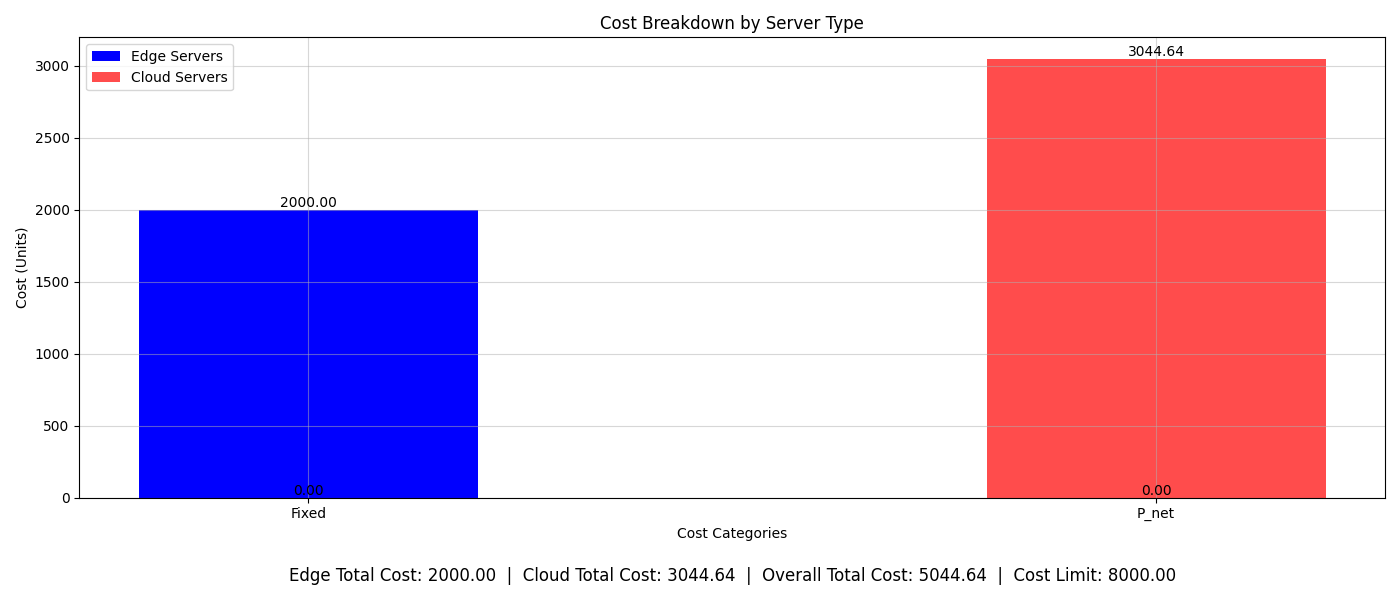 Cost Breakdown by Server Type
Edge Servers
Cloud Servers
Cost (Units)
3000
2500
2000
1500
1000
500
0
2000.00
0.00
3044.64
0.00
Fixed
P_net
Cost Categories
Edge Total Cost: 2000.00 | Cloud Total Cost: 3044.64 | Overall Total Cost: 5044.64 | Cost Limit: 8000.00